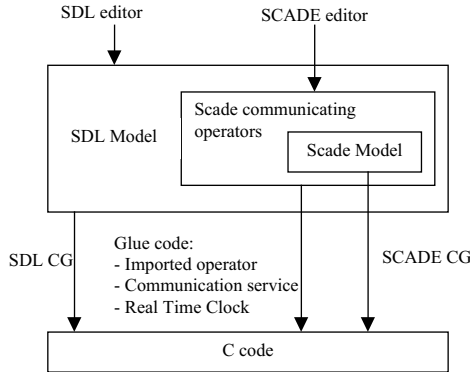 SDL editor
SCADE editor
Scade communicating
operators
SDL Model
Scade Model
SDL CG
Glue code:
- Imported operator
- Communication service
- Real Time Clock
SCADE CG
C code